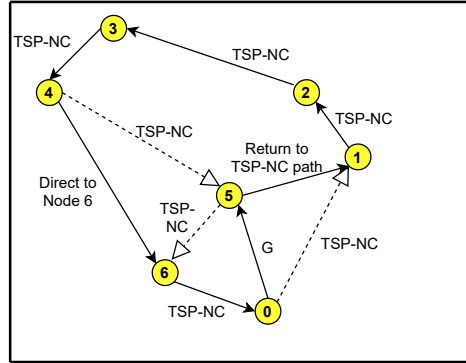 3
TSP-NC
TSP-NC
4
2
TSP-NC
TSP-NC
Return to
TSP-NC path
1
Direct to
Node 6
5
TSP-
NC
TSP-NC
G
6
TSP-NC
0